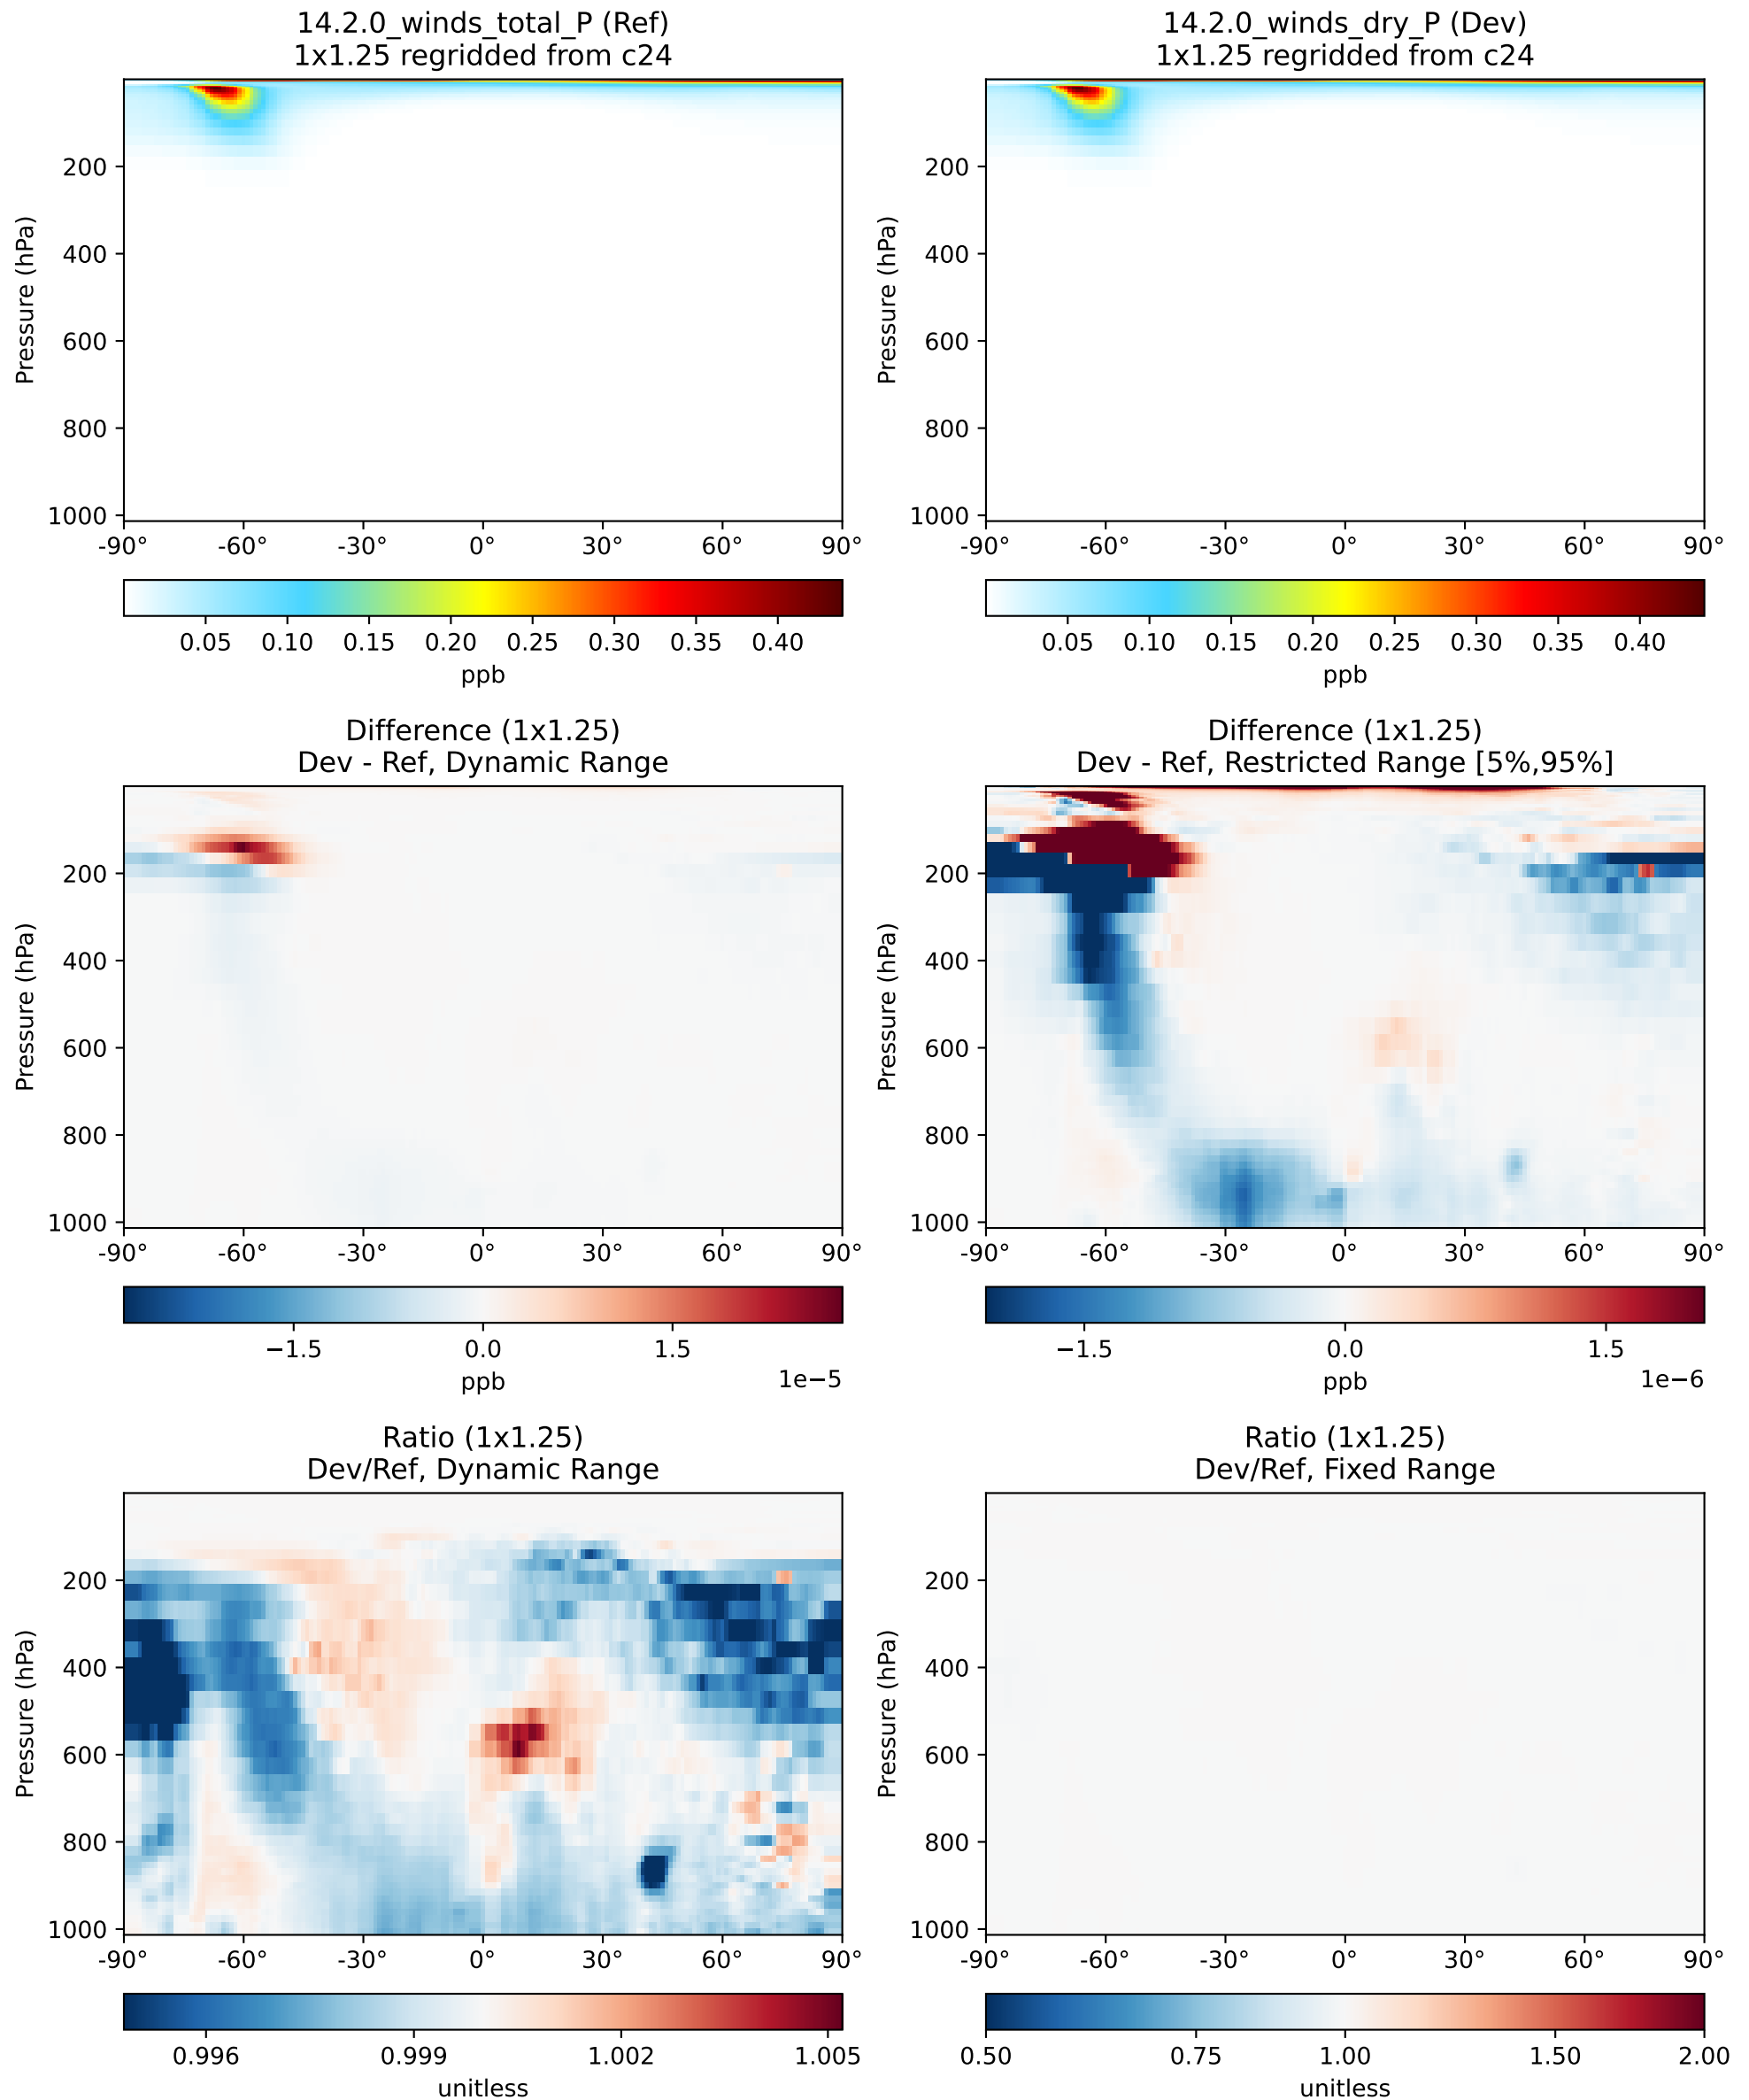 14.2.0_winds_total_P (Ref)
1x1.25 regridded from c24
Pressure (hPa)
200
400
600
800
1000
-90° -60° -30° 0° 30° 60° 90°
0.05 0.10 0.15 0.20 0.25 0.30 0.35 0.40
ppb
14.2.0_winds_dry_P (Dev)
1x1.25 regridded from c24
Pressure (hPa)
200
400
600
800
1000
-90° -60° -30° 0° 30° 60° 90°
0.05 0.10 0.15 0.20 0.25 0.30 0.35 0.40
ppb
Difference (1x1.25)
Dev - Ref, Dynamic Range
Pressure (hPa)
200
400
600
800
1000
-90° -60° -30° 0° 30° 60° 90°
−1.5 0.0 1.5
ppb 1e−5
Difference (1x1.25)
Dev - Ref, Restricted Range [5%,95%]
Pressure (hPa)
200
400
600
800
1000
-90° -60° -30° 0° 30° 60° 90°
−1.5 0.0 1.5
ppb 1e−6
Ratio (1x1.25)
Dev/Ref, Dynamic Range
Pressure (hPa)
200
400
600
800
1000
-90° -60° -30° 0° 30° 60° 90°
0.996 0.999 1.002 1.005
unitless
Ratio (1x1.25)
Dev/Ref, Fixed Range
Pressure (hPa)
200
400
600
800
1000
-90° -60° -30° 0° 30° 60° 90°
0.50 0.75 1.00 1.50 2.00
unitless